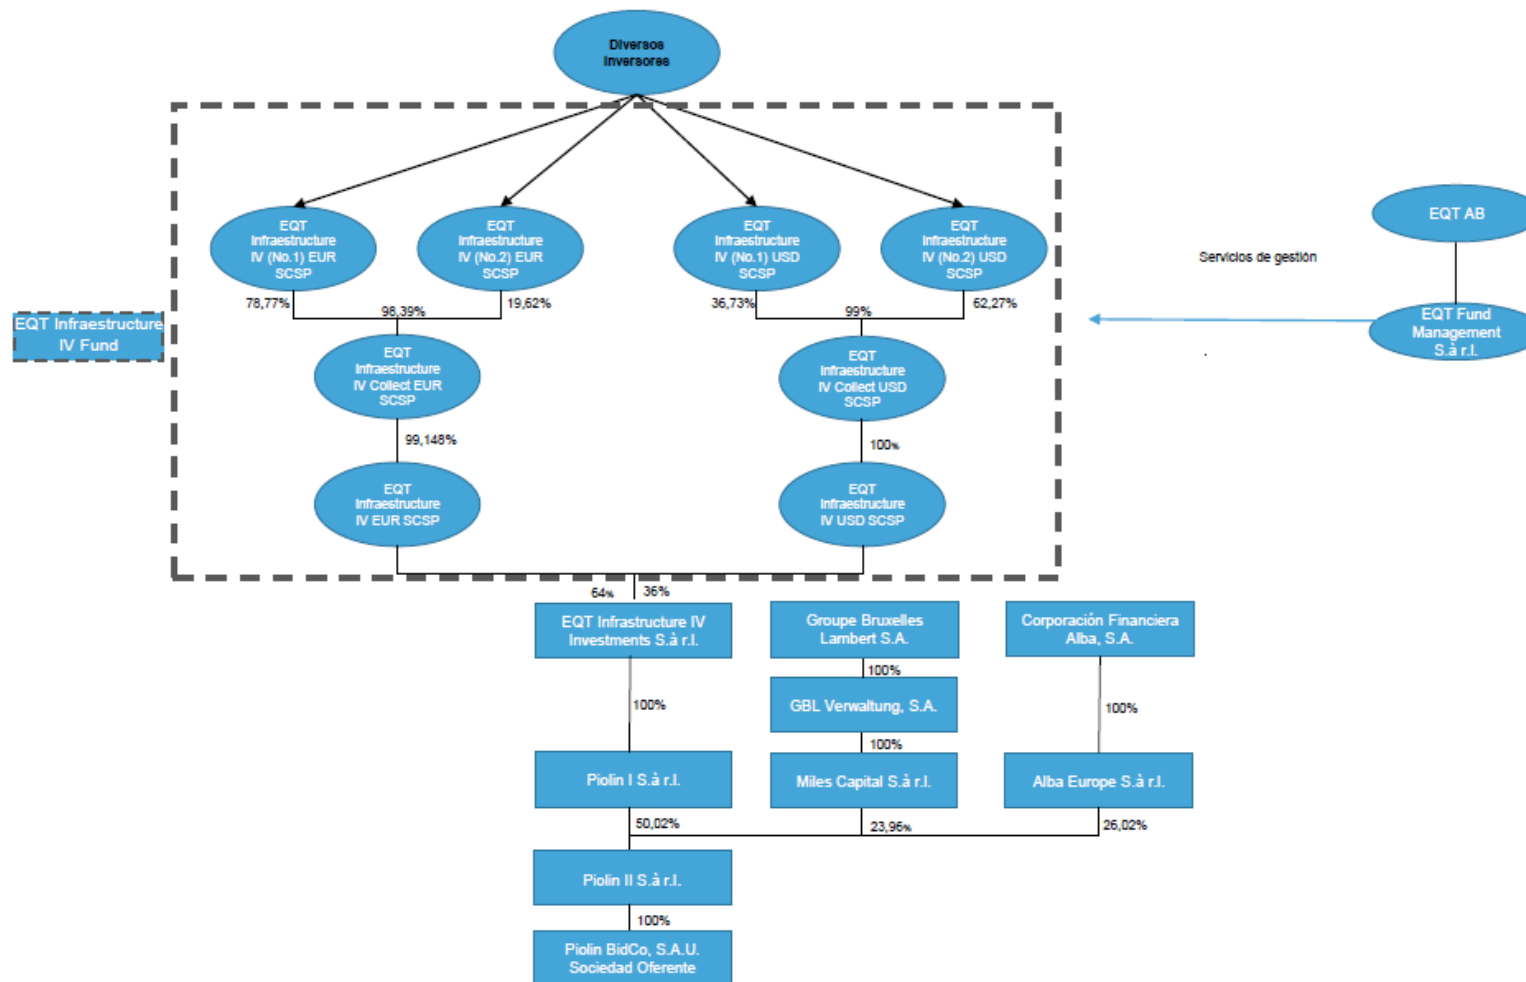 Diversos
Inversores
EQT
Infraestructure
IV (No.1) EUR
SCSP
EQT
Infraestructure
IV (No.2) EUR
SCSP
EQT
Infraestructure
IV (No.1) USD
SCSP
EQT
Infraestructure
IV (No.2) USD
SCSP
EQT AB
Servicios de gestión
78,77%
98,39%
19,62%
36,73%
99%
62,27%
EQT Infraestructure
IV Fund
EQT Fund
Management
S.à r.l.
EQT
Infraestructure
IV Collect EUR
SCSP
EQT
Infraestructure
IV Collect USD
SCSP
99,148%
100%
EQT
Infraestructure
IV EUR SCSP
EQT
Infraestructure
IV USD SCSP
64%
36%
EQT Infrastructure IV
Investments S.à r.l.
Groupe Bruxelles
Lambert S.A.
Corporación Financiera
Alba, S.A.
100%
100%
100%
GBL Verwaltung, S.A.
100%
Piolin I S.à r.l.
Miles Capital S.à r.l.
Alba Europe S.à r.l.
50,02%
23,96%
26,02%
Piolin II S.à r.l.
100%
Piolin BidCo, S.A.U.
Sociedad Oferente